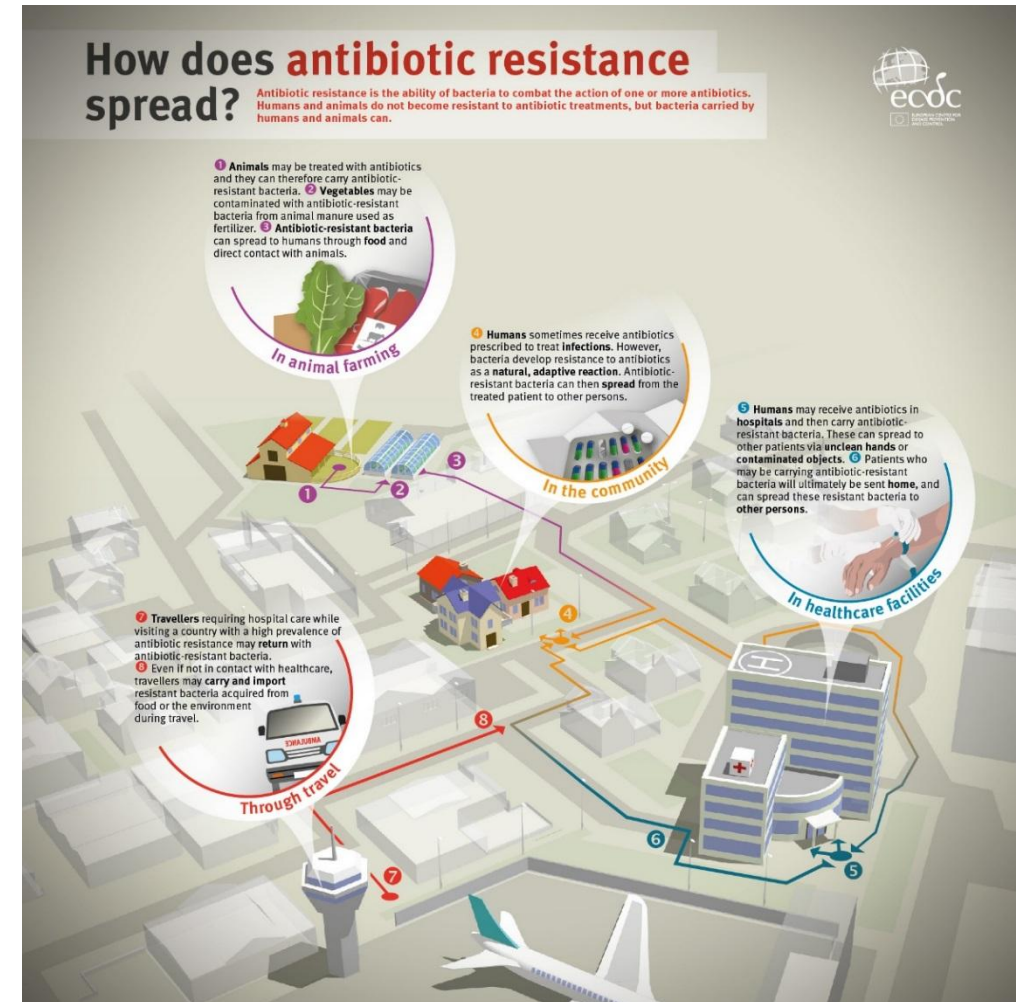 How does antibiotic resistance
spread?
Antibiotic resistance is the ability of bacteria to combat the action of one or more antibiotics.
Humans and animals do not become resistant to antibiotic treatments, but bacteria carried by
humans and animals can.
ecdc
EUROPEAN CENTRE FOR
DISEASE PREVENTION
AND CONTROL
1 Animals may be treated with antibiotics
and they can therefore carry antibiotic-
resistant bacteria. 2 Vegetables may be
contaminated with antibiotic-resistant
bacteria from animal manure used as
fertilizer. 3 Antibiotic-resistant bacteria
can spread to humans through food and
direct contact with animals.
In animal farming
4 Humans sometimes receive antibiotics
prescribed to treat infections. However,
bacteria develop resistance to antibiotics
as a natural, adaptive reaction. Antibiotic-
resistant bacteria can then spread from the
treated patient to other persons.
In the community
5 Humans may receive antibiotics in
hospitals and then carry antibiotic-
resistant bacteria. These can spread to
other patients via unclean hands or
contaminated objects. 6 Patients who
may be carrying antibiotic-resistant
bacteria will ultimately be sent home, and
can spread these resistant bacteria to
other persons.
In healthcare facilities
7 Travellers requiring hospital care while
visiting a country with a high prevalence of
antibiotic resistance may return with
antibiotic-resistant bacteria.
8 Even if not in contact with healthcare,
travellers may carry and import
resistant bacteria acquired from
food or the environment
during travel.
AMBULANCE
Through travel
1
2
3
4
H
8
6
5
7